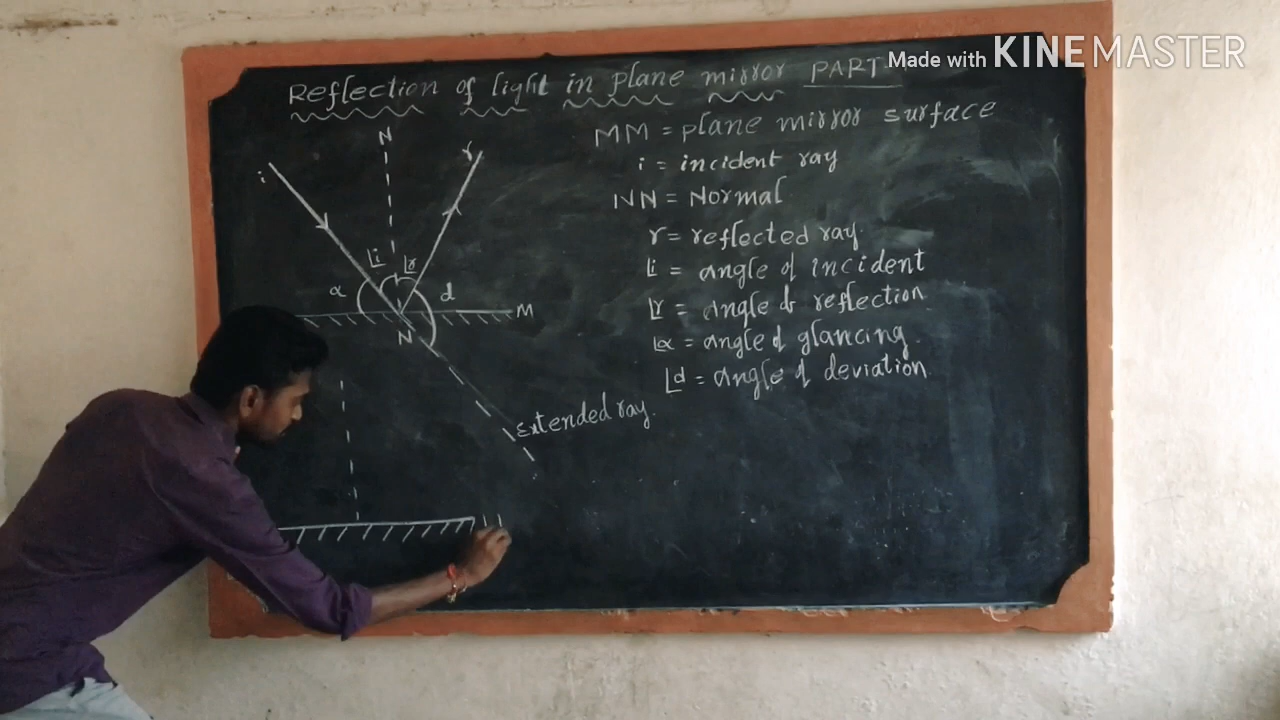 Made with KINEMASTER
Reflection of light in plane mirror PART
MM = plane mirror surface
i = incident ray
NN = Normal
r = reflected ray.
∟i = angle of incident
∟r = angle of reflection
∟α = angle of glancing.
∟d = angle of deviation
N
i
r
∟i
∟r
α
d
M
N
Extended ray.